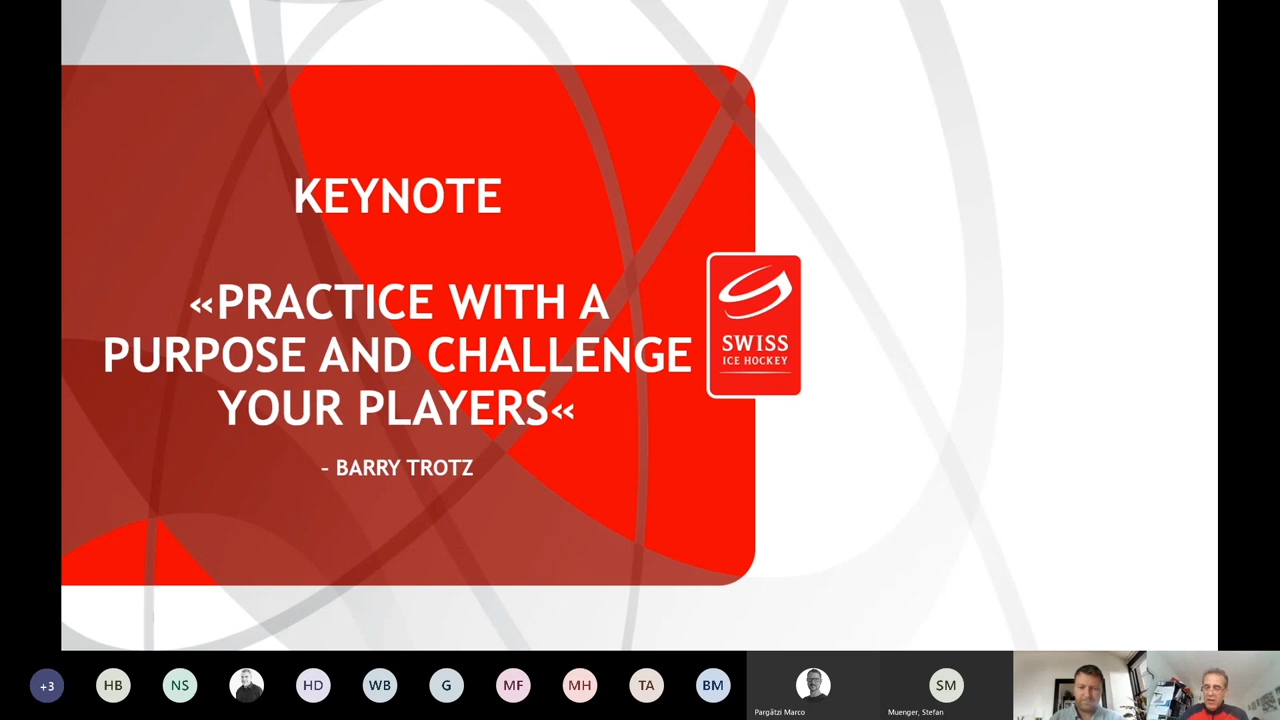 KEYNOTE
«PRACTICE WITH A
PURPOSE AND CHALLENGE
YOUR PLAYERS«
- BARRY TROTZ
SWISS
ICE HOCKEY
+3
HB
NS
HD
WB
G
MF
MH
TA
BM
Pargätzi Marco
SM
Muenger, Stefan